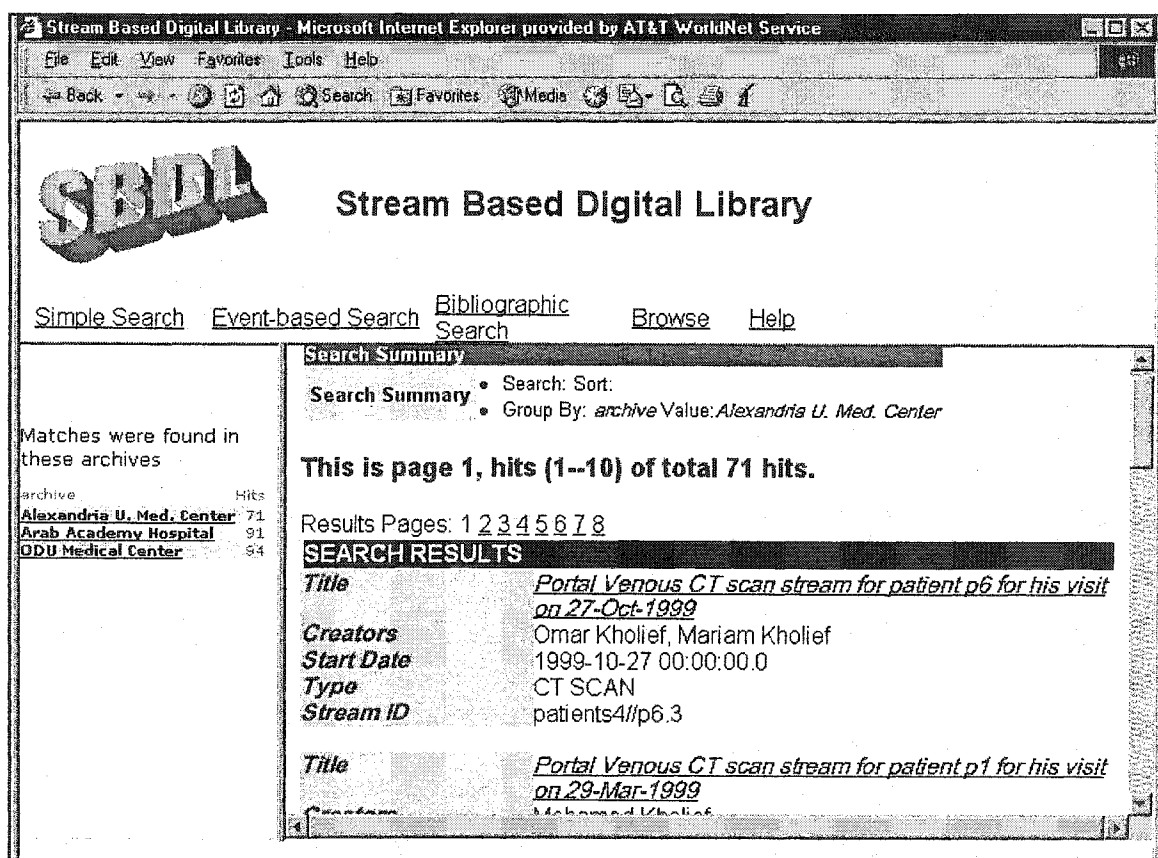 Stream Based Digital Library - Microsoft Internet Explorer provided by AT&T WorldNet Service
File Edit View Favorites Tools Help
Back Search Favorites Media
SBDL
Stream Based Digital Library
Simple Search Event-based Search Bibliographic Search Browse Help
Matches were found in
these archives
archive Hits
Alexandria U. Med. Center 71
Arab Academy Hospital 91
ODU Medical Center 94
Search Summary
Search Summary
• Search: Sort:
• Group By: archive Value: Alexandria U. Med. Center
This is page 1, hits (1--10) of total 71 hits.
Results Pages: 1 2 3 4 5 6 7 8
SEARCH RESULTS
Title Portal Venous CT scan stream for patient p6 for his visit
on 27-Oct-1999
Creators Omar Kholief, Mariam Kholief
Start Date 1999-10-27 00:00:00.0
Type CT SCAN
Stream ID patients4//p6.3
Title Portal Venous CT scan stream for patient p1 for his visit
on 29-Mar-1999
Creators Mohamed Kholief